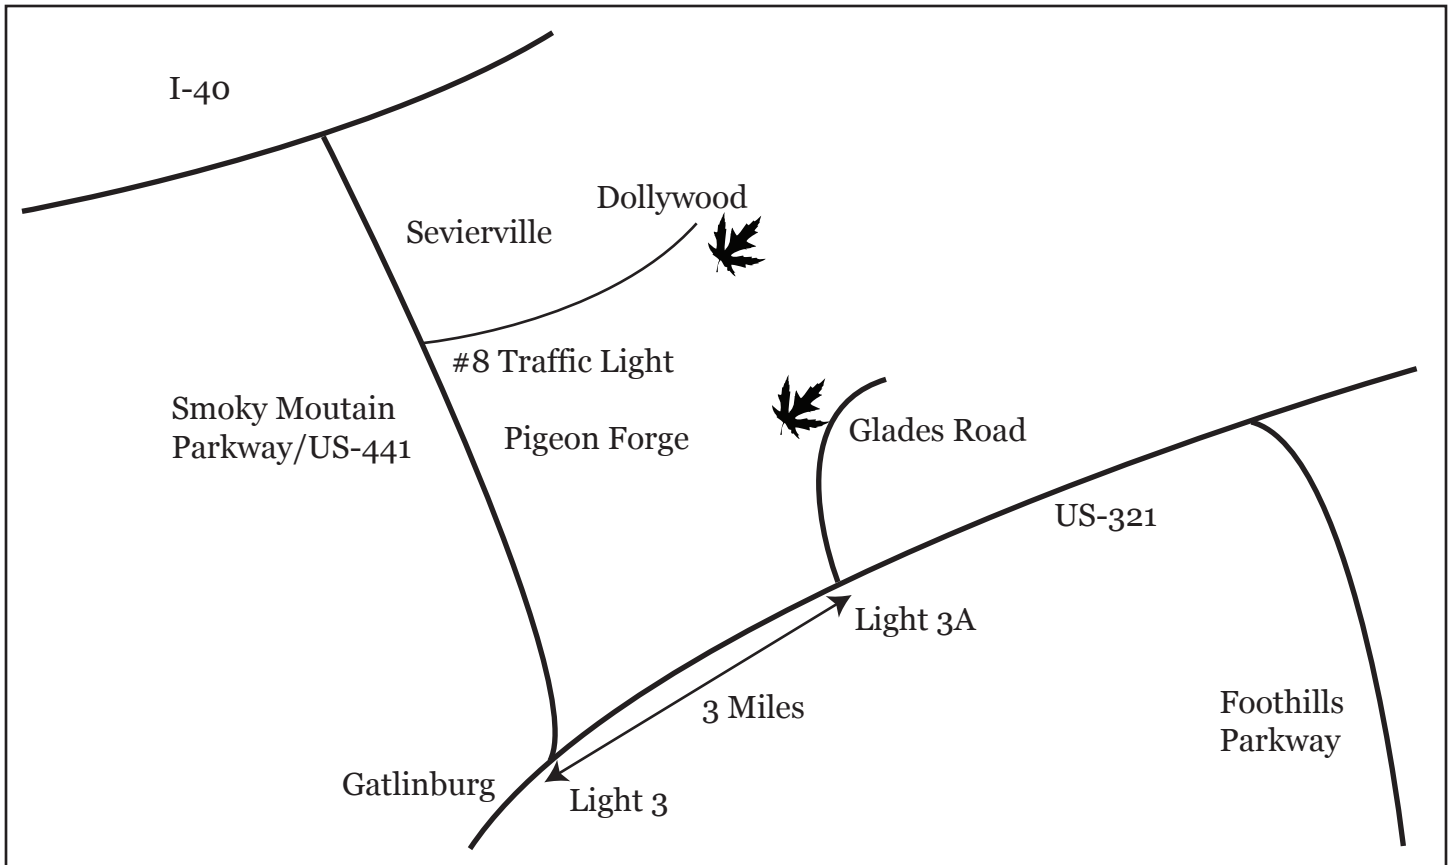 I-40
Dollywood
Sevierville
#8 Traffic Light
Smoky Moutain
Parkway/US-441
Pigeon Forge
Glades Road
US-321
Light 3A
3 Miles
Foothills
Parkway
Gatlinburg
Light 3